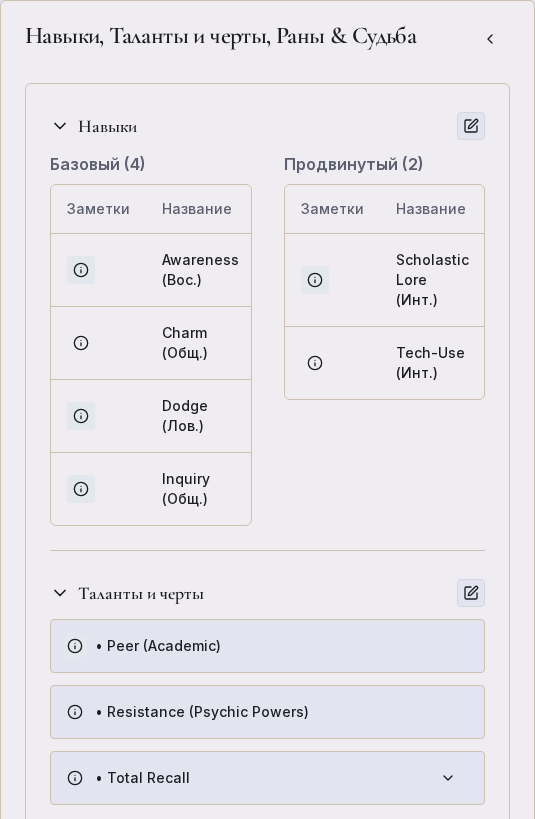 Навыки, Таланты и черты, Раны & Судьба
Навыки
Базовый (4)
Заметки Название
Awareness
(Вос.)
Charm
(Общ.)
Dodge
(Лов.)
Inquiry
(Общ.)
Продвинутый (2)
Заметки Название
Scholastic
Lore
(Инт.)
Tech-Use
(Инт.)
Таланты и черты
• Peer (Academic)
• Resistance (Psychic Powers)
• Total Recall